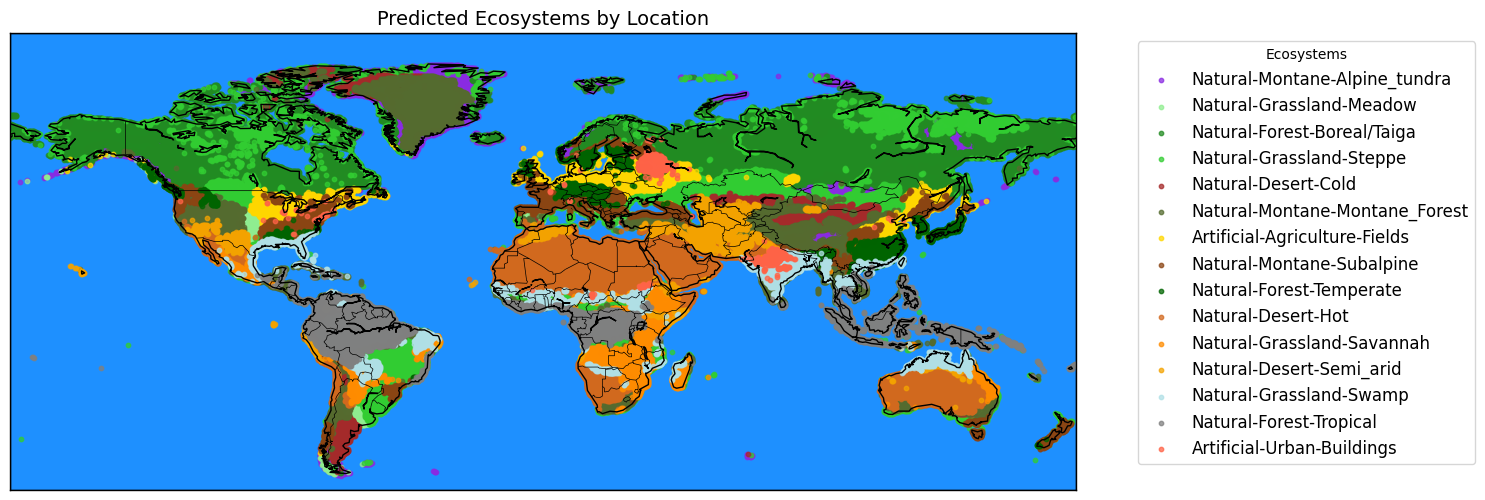 Predicted Ecosystems by Location
Ecosystems
Natural-Montane-Alpine_tundra
Natural-Grassland-Meadow
Natural-Forest-Boreal/Taiga
Natural-Grassland-Steppe
Natural-Desert-Cold
Natural-Montane-Montane_Forest
Artificial-Agriculture-Fields
Natural-Montane-Subalpine
Natural-Forest-Temperate
Natural-Desert-Hot
Natural-Grassland-Savannah
Natural-Desert-Semi_arid
Natural-Grassland-Swamp
Natural-Forest-Tropical
Artificial-Urban-Buildings